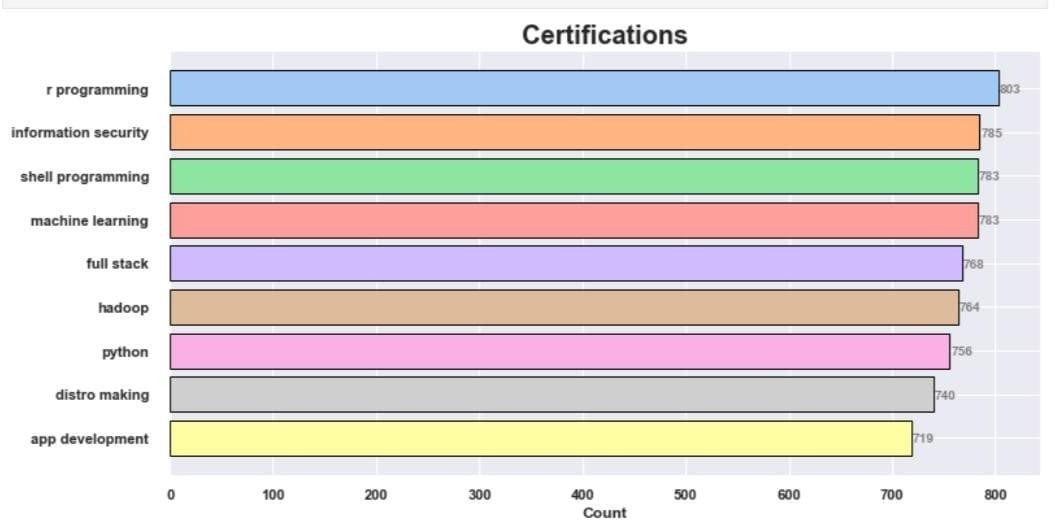 Certifications
r programming 803
information security 785
shell programming 783
machine learning 783
full stack 768
hadoop 764
python 756
distro making 740
app development 719
0 100 200 300 400 500 600 700 800
Count